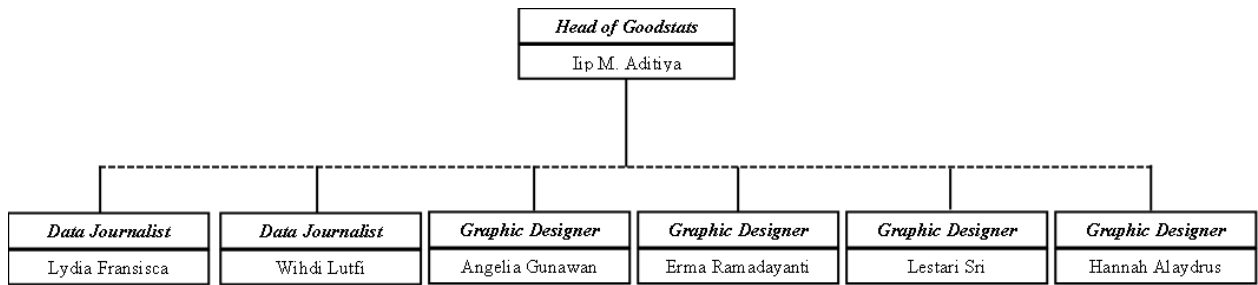 Head of Goodstats
Iip M. Aditiya
Data Journalist
Lydia Fransisca
Data Journalist
Wihdi Lutfi
Graphic Designer
Angelia Gunawan
Graphic Designer
Erma Ramadayanti
Graphic Designer
Lestari Sri
Graphic Designer
Hannah Alaydrus